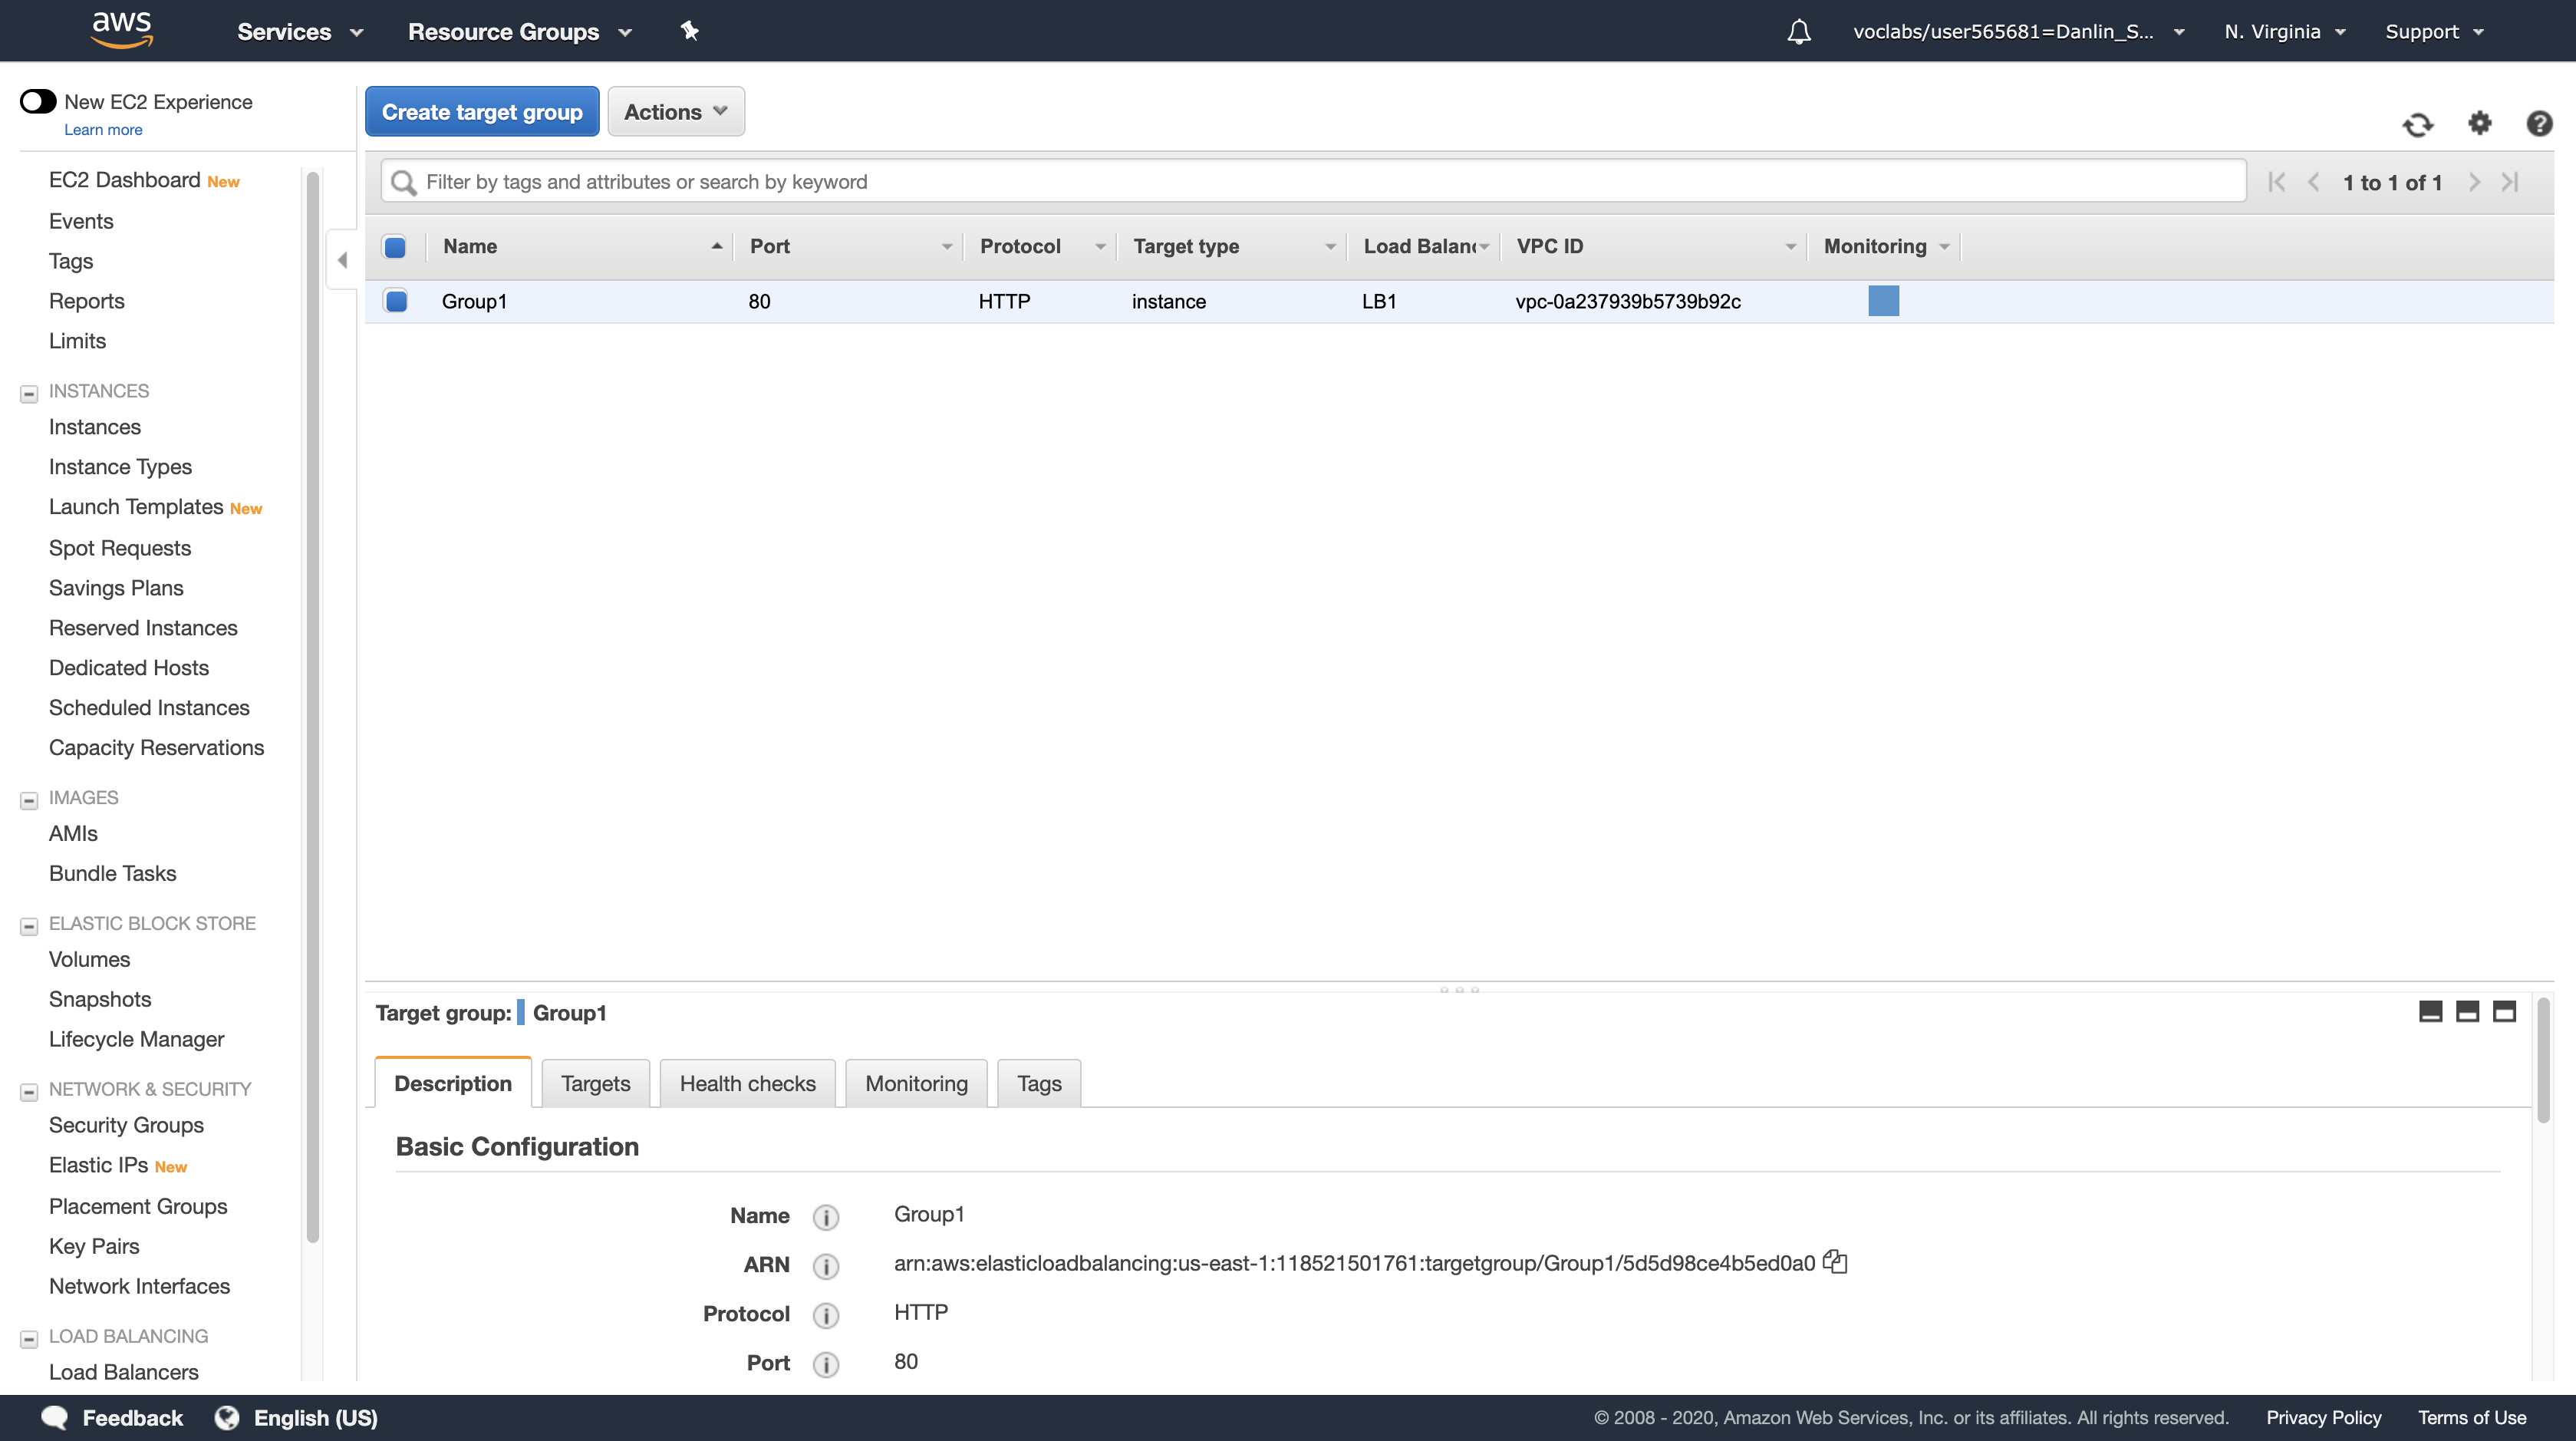 aws Services Resource Groups voclabs/user565681=Danlin_S... N. Virginia Support
New EC2 Experience
Learn more
EC2 Dashboard New
Events
Tags
Reports
Limits
INSTANCES
Instances
Instance Types
Launch Templates New
Spot Requests
Savings Plans
Reserved Instances
Dedicated Hosts
Scheduled Instances
Capacity Reservations
IMAGES
AMIs
Bundle Tasks
ELASTIC BLOCK STORE
Volumes
Snapshots
Lifecycle Manager
NETWORK & SECURITY
Security Groups
Elastic IPs New
Placement Groups
Key Pairs
Network Interfaces
LOAD BALANCING
Load Balancers
Create target group Actions
Filter by tags and attributes or search by keyword 1 to 1 of 1
Name Port Protocol Target type Load Balanc VPC ID Monitoring
Group1 80 HTTP instance LB1 vpc-0a237939b5739b92c
Target group: Group1
Description Targets Health checks Monitoring Tags
Basic Configuration
Name Group1
ARN arn:aws:elasticloadbalancing:us-east-1:118521501761:targetgroup/Group1/5d5d98ce4b5ed0a0
Protocol HTTP
Port 80
Feedback English (US) © 2008 - 2020, Amazon Web Services, Inc. or its affiliates. All rights reserved. Privacy Policy Terms of Use